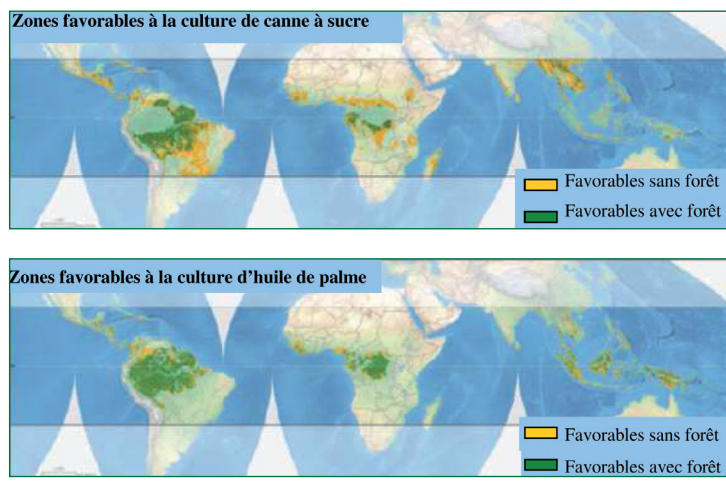 Zones favorables à la culture de canne à sucre
Favorables sans forêt
Favorables avec forêt
Zones favorables à la culture d’huile de palme
Favorables sans forêt
Favorables avec forêt